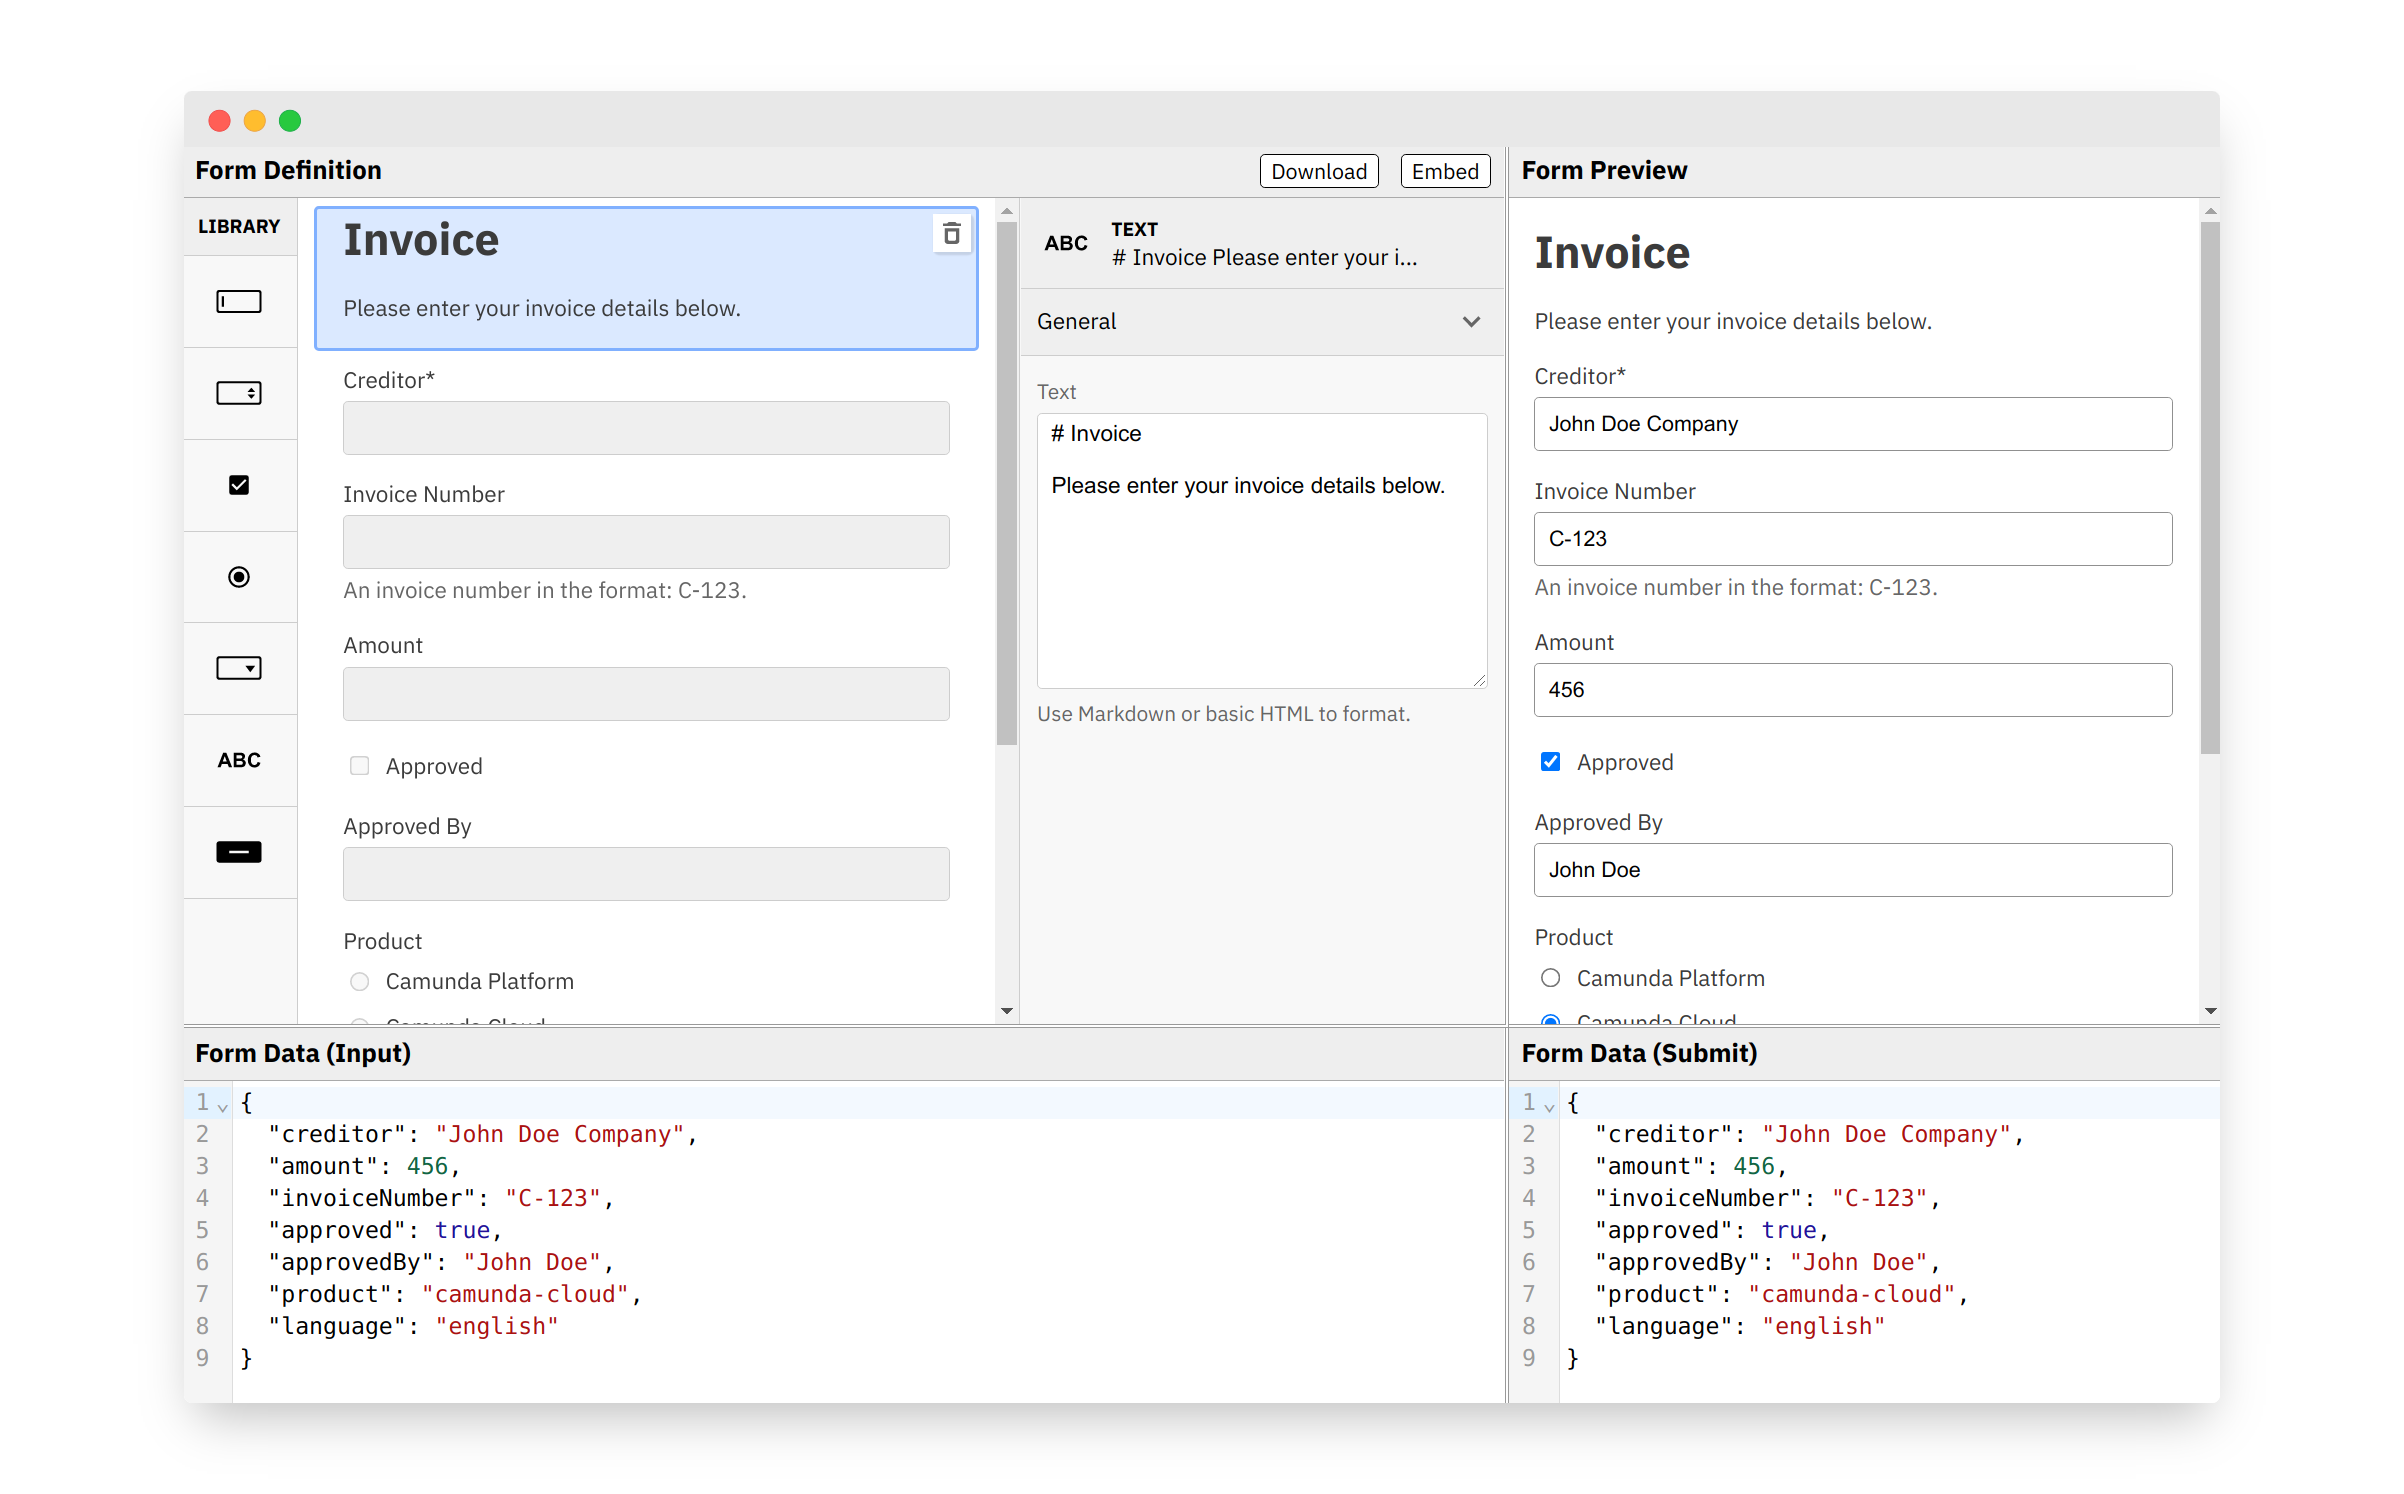 Form Definition
Download
Embed
LIBRARY
ABC
Invoice
Please enter your invoice details below.
Creditor*
Invoice Number
An invoice number in the format: C-123.
Amount
Approved
Approved By
Product
Camunda Platform
Camunda Cloud
ABC
TEXT
# Invoice Please enter your i...
General
Text
# Invoice
Please enter your invoice details below.
Use Markdown or basic HTML to format.
Form Preview
Invoice
Please enter your invoice details below.
Creditor*
John Doe Company
Invoice Number
C-123
An invoice number in the format: C-123.
Amount
456
Approved
Approved By
John Doe
Product
Camunda Platform
Camunda Cloud
Form Data (Input)
1 {
2 "creditor": "John Doe Company",
3 "amount": 456,
4 "invoiceNumber": "C-123",
5 "approved": true,
6 "approvedBy": "John Doe",
7 "product": "camunda-cloud",
8 "language": "english"
9 }
Form Data (Submit)
1 {
2 "creditor": "John Doe Company",
3 "amount": 456,
4 "invoiceNumber": "C-123",
5 "approved": true,
6 "approvedBy": "John Doe",
7 "product": "camunda-cloud",
8 "language": "english"
9 }